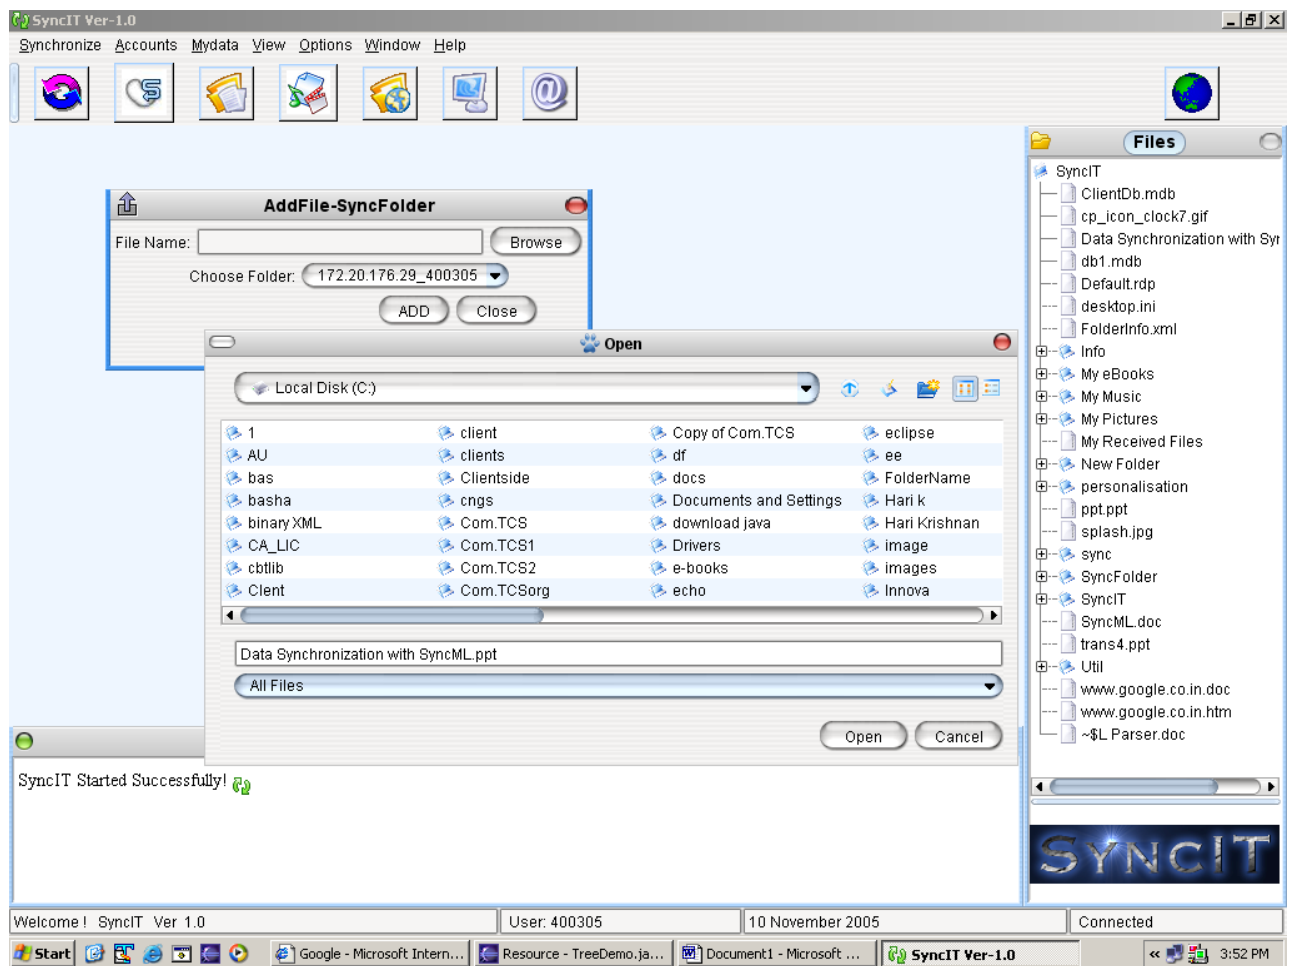 SyncIT Ver-1.0
Synchronize Accounts Mydata View Options Window Help
Files
SyncIT
ClientDb.mdb
cp_icon_clock7.gif
Data Synchronization with Syn
db1.mdb
Default.rdp
desktop.ini
FolderInfo.xml
Info
My eBooks
My Music
My Pictures
My Received Files
New Folder
personalisation
ppt.ppt
splash.jpg
sync
SyncFolder
SyncIT
SyncML.doc
trans4.ppt
Util
www.google.co.in.doc
www.google.co.in.htm
~$L Parser.doc
AddFile-SyncFolder
File Name: Browse
Choose Folder: 172.20.176.29_400305
ADD Close
Open
Local Disk (C:)
1 client Copy of Com.TCS eclipse
AU clients df ee
bas Clientside docs FolderName
basha cngs Documents and Settings Hari k
binary XML Com.TCS download java Hari Krishnan
CA_LIC Com.TCS1 Drivers image
cbtlib Com.TCS2 e-books images
Clent Com.TCSorg echo Innova
Data Synchronization with SyncML.ppt
All Files
Open Cancel
SyncIT Started Successfully!
SYNCIT
Welcome ! SyncIT Ver 1.0 User: 400305 10 November 2005 Connected
Start Google - Microsoft Intern... Resource - TreeDemo.ja... Document1 - Microsoft ... SyncIT Ver-1.0 « 3:52 PM